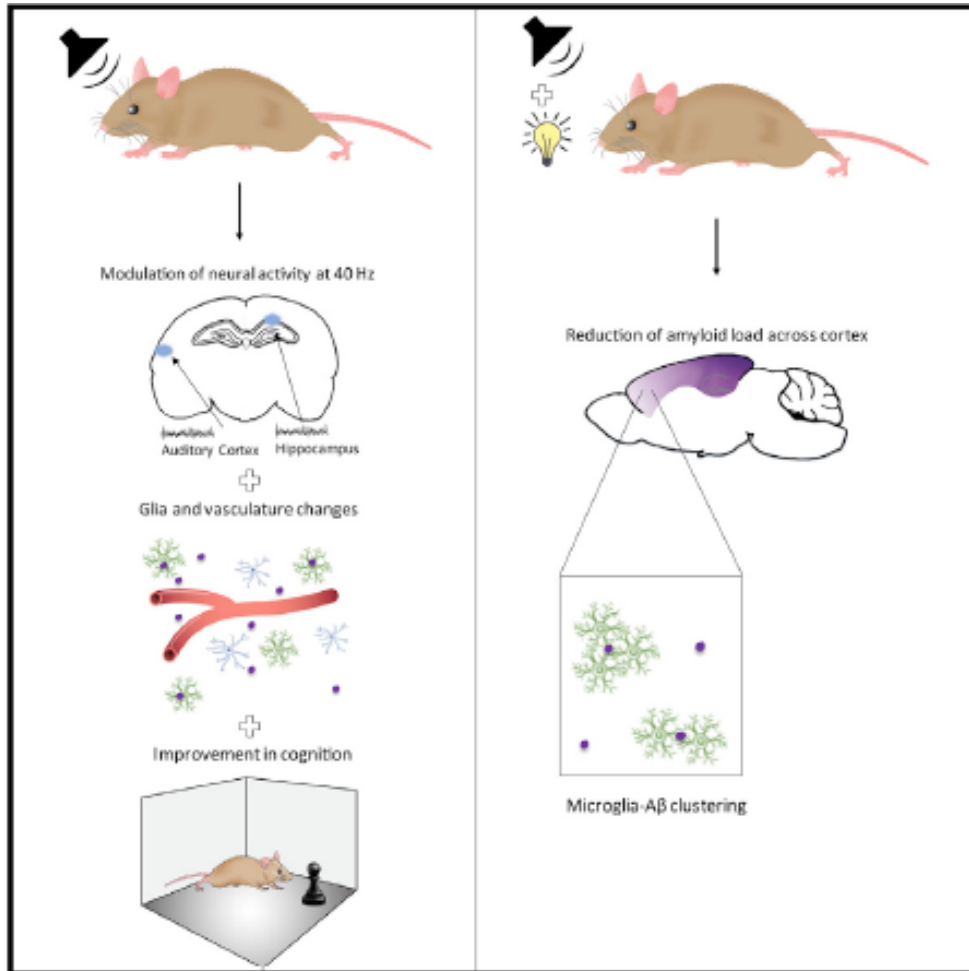 Modulation of neural activity at 40 Hz
Auditory Cortex Hippocampus
Glia and vasculature changes
Improvement in cognition
Reduction of amyloid load across cortex
Microglia-Aβ clustering